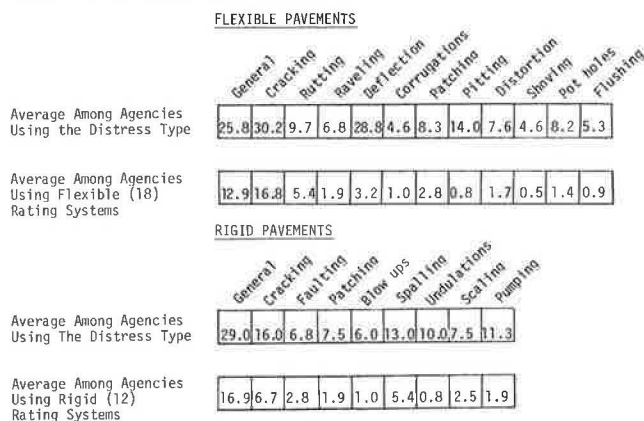 FLEXIBLE PAVEMENTS
General Cracking Rutting Raveling Deflection Corrugations Patching Pitting Distortion Shoving Pot holes Flushing
Average Among Agencies
Using the Distress Type
25.8 30.2 9.7 6.8 28.8 4.6 8.3 14.0 7.6 4.6 8.2 5.3
Average Among Agencies
Using Flexible (18)
Rating Systems
12.9 16.8 5.4 1.9 3.2 1.0 2.8 0.8 1.7 0.5 1.4 0.9
RIGID PAVEMENTS
General Cracking Faulting Patching Blow ups Spalling Undulations Scaling Pumping
Average Among Agencies
Using The Distress Type
29.0 16.0 6.8 7.5 6.0 13.0 10.0 7.5 11.3
Average Among Agencies
Using Rigid (12)
Rating Systems
16.9 6.7 2.8 1.9 1.0 5.4 0.8 2.5 1.9